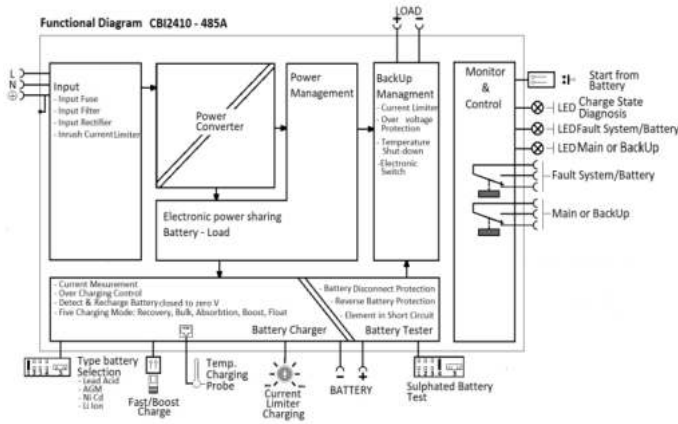 Functional Diagram CBI2410 - 485A
LOAD
+ -
L
N
Input
- Input Fuse
- Input Filter
- Input Rectifier
- Inrush Current Limiter
Power
Converter
Power
Management
BackUp
Managment
- Current Limiter
- Over voltage
Protection
- Temperature
Shut-down
-Electronic
Switch
Monitor
&
Control
Start from
Battery
LED Charge State
Diagnosis
LED Fault System/Battery
LED Main or BackUp
Fault System/Battery
Main or BackUp
Electronic power sharing
Battery - Load
- Current Mesurement
- Over Charging Control
- Detect & Recharge Battery closed to zero V
- Five Charging Mode: Recovery, Bulk, Absorbtion, Boost, Float
Battery Charger
- Battery Disconnect Protection
- Reverse Battery Protection
- Element in Short Circuit
Battery Tester
Type battery
Selection
- Lead Acid
- AGM
- Ni Cd
- Li Ion
Fast/Boost
Charge
Temp.
Charging
Probe
Current
Limiter
Charging
- +
BATTERY
Sulphated Battery
Test